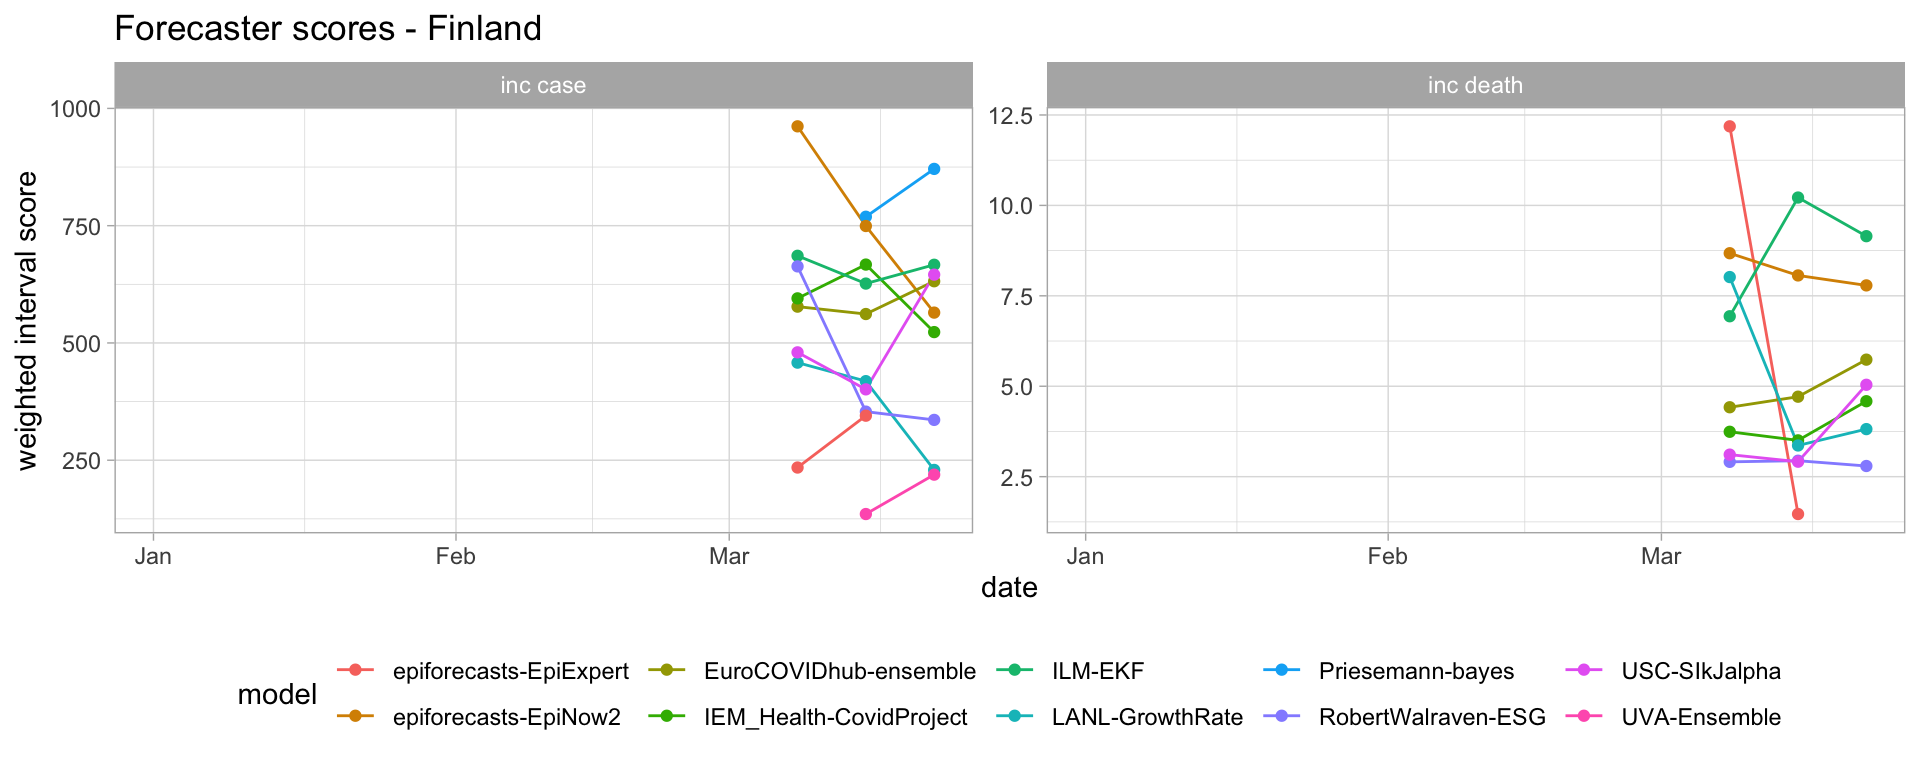 Forecaster scores - Finland
inc case
inc death
weighted interval score
1000
750
500
250
12.5
10.0
7.5
5.0
2.5
Jan Feb Mar
Jan Feb Mar
date
model
epiforecasts-EpiExpert EuroCOVIDhub-ensemble ILM-EKF Priesemann-bayes USC-SIkJalpha
epiforecasts-EpiNow2 IEM_Health-CovidProject LANL-GrowthRate RobertWalraven-ESG UVA-Ensemble